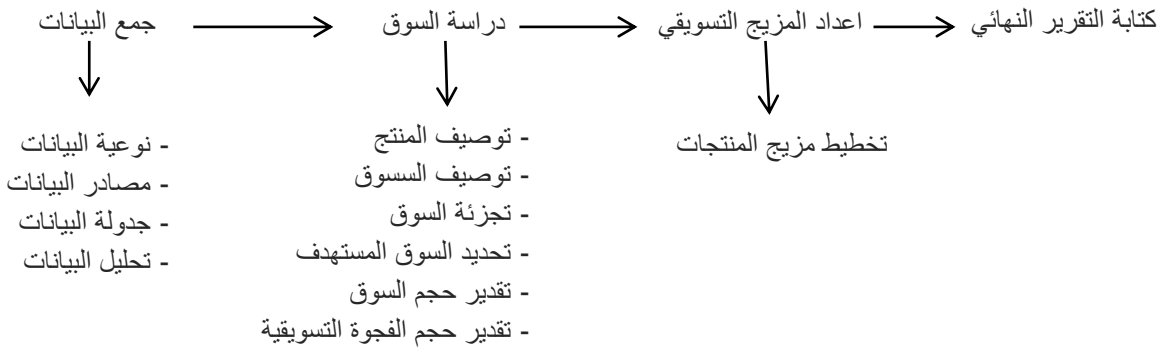 جمع البيانات
دراسة السوق
اعداد المزيج التسويقي
كتابة التقرير النهائي
- نوعية البيانات
- مصادر البيانات
- جدولة البيانات
- تحليل البيانات
- توصيف المنتج
- توصيف السسوق
- تجزئة السوق
- تحديد السوق المستهدف
- تقدير حجم السوق
- تقدير حجم الفجوة التسويقية
تخطيط مزيج المنتجات